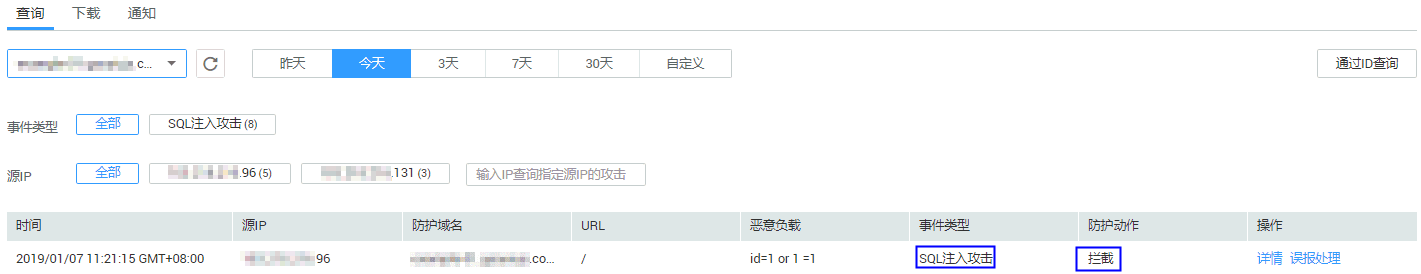 查询 下载 通知
.c... 昨天 今天 3天 7天 30天 自定义 通过ID查询
事件类型 全部 SQL注入攻击 (8)
源IP 全部 .96 (5) .131 (3) 输入IP查询指定源IP的攻击
时间 源IP 防护域名 URL 恶意负载 事件类型 防护动作 操作
2019/01/07 11:21:15 GMT+08:00 96 .co... / id=1 or 1 =1 SQL注入攻击 拦截 详情 误报处理